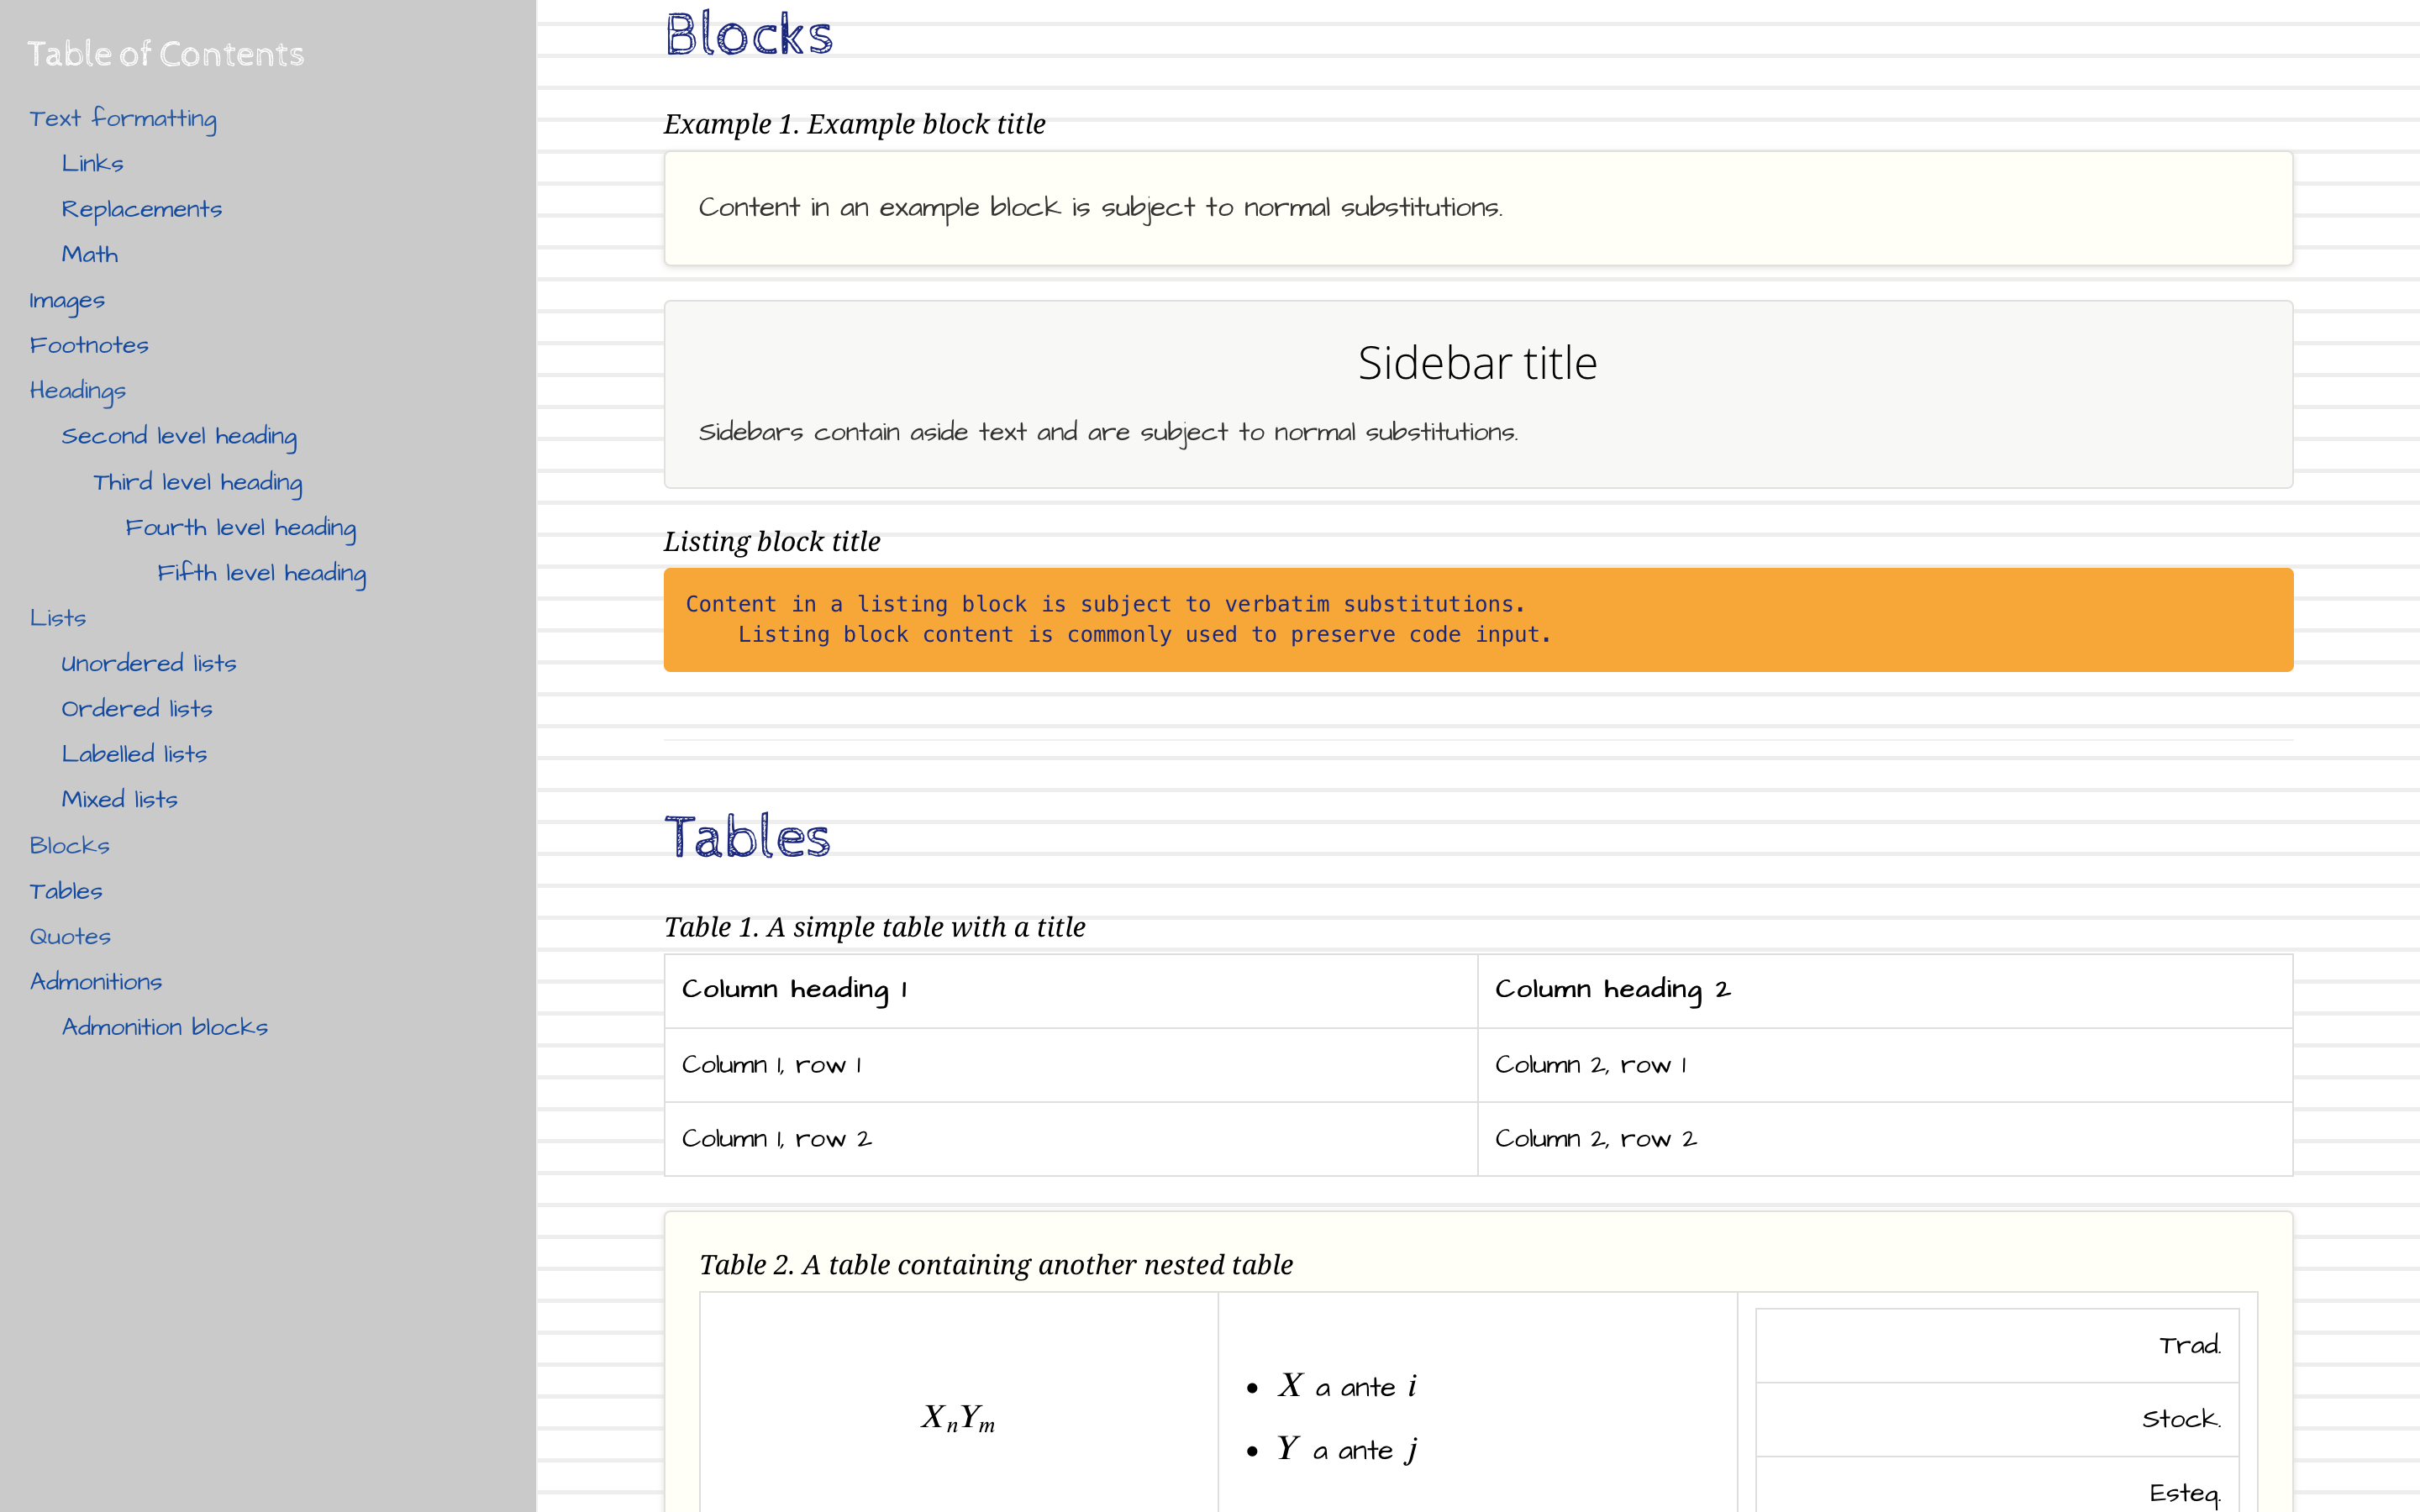 Table of Contents
Text formatting
Links
Replacements
Math
Images
Footnotes
Headings
Second level heading
Third level heading
Fourth level heading
Fifth level heading
Lists
Unordered lists
Ordered lists
Labelled lists
Mixed lists
Blocks
Tables
Quotes
Admonitions
Admonition blocks
Blocks
Example 1. Example block title
Content in an example block is subject to normal substitutions.
Sidebar title
Sidebars contain aside text and are subject to normal substitutions.
Listing block title
Content in a listing block is subject to verbatim substitutions.
    Listing block content is commonly used to preserve code input.
Tables
Table 1. A simple table with a title
Column heading 1 Column heading 2
Column 1, row 1 Column 2, row 1
Column 1, row 2 Column 2, row 2
Table 2. A table containing another nested table
XnYm
• X a ante i
• Y a ante j
Trad.
Stock.
Esteq.